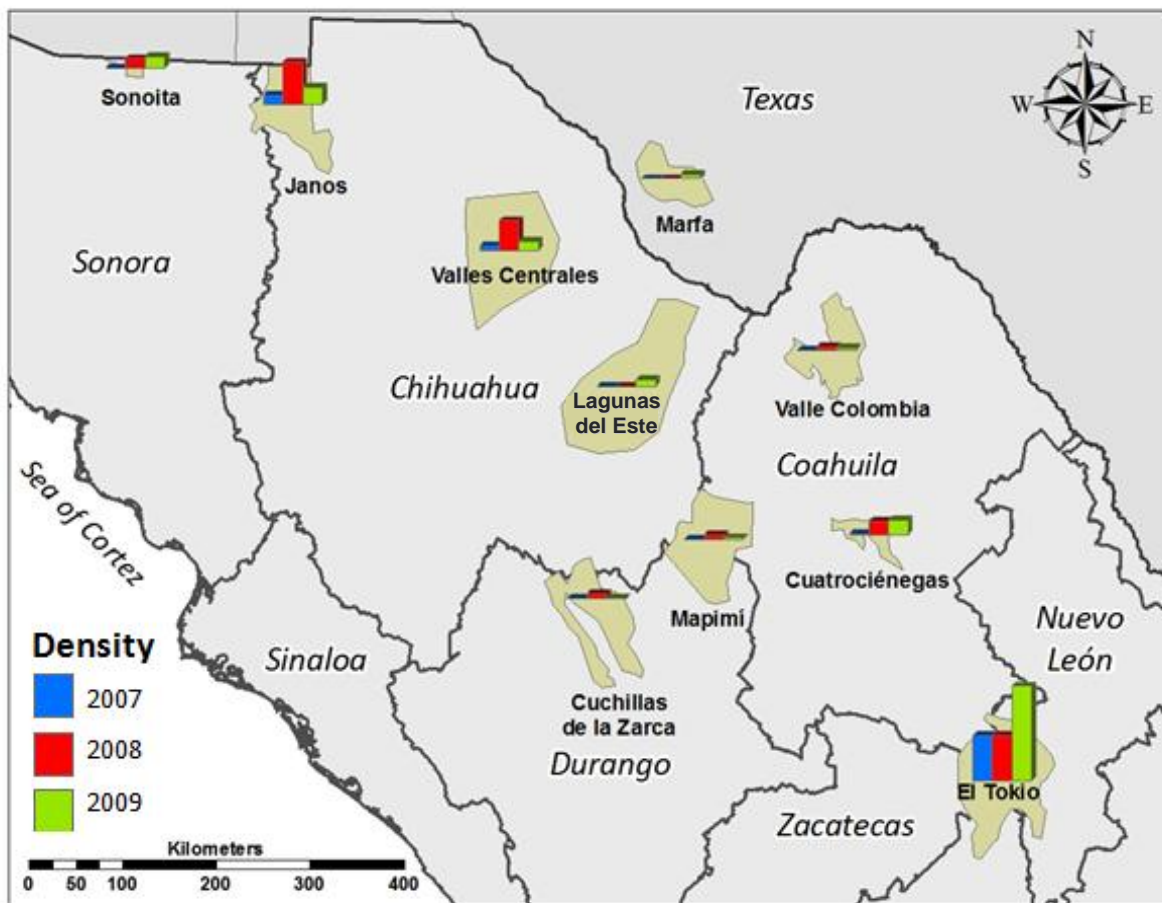 N
W E
S
Texas
Sonoita
Janos
Marfa
Sonora
Valles Centrales
Chihuahua
Lagunas
del Este
Valle Colombia
Coahuila
Sea of Cortez
Cuatrociénegas
Mapimí
Nuevo
León
Sinaloa
Cuchillas
de la Zarca
Durango
El Tokio
Zacatecas
Density
2007
2008
2009
Kilometers
0 50 100 200 300 400